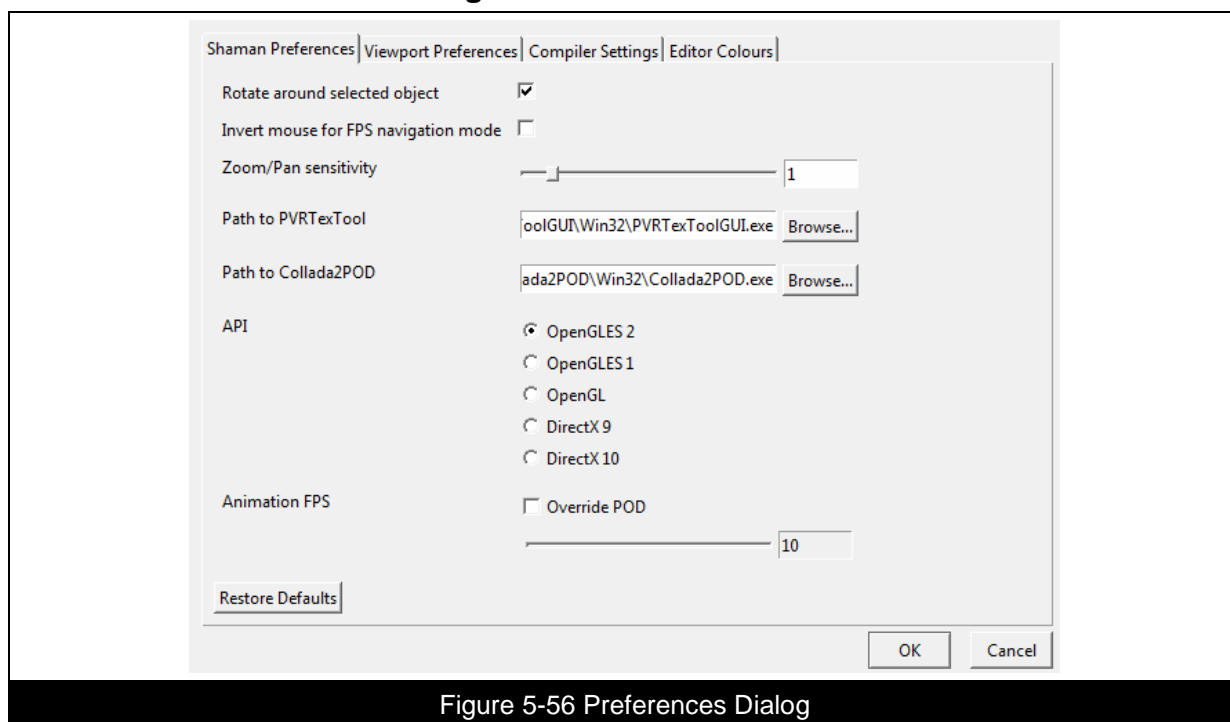 Shaman Preferences Viewport Preferences Compiler Settings Editor Colours
Rotate around selected object
Invert mouse for FPS navigation mode
Zoom/Pan sensitivity 1
Path to PVRTexTool oolGUI\Win32\PVRTexToolGUI.exe Browse...
Path to Collada2POD ada2POD\Win32\Collada2POD.exe Browse...
API OpenGLES 2
OpenGLES 1
OpenGL
DirectX 9
DirectX 10
Animation FPS Override POD
10
Restore Defaults
OK Cancel
Figure 5-56 Preferences Dialog